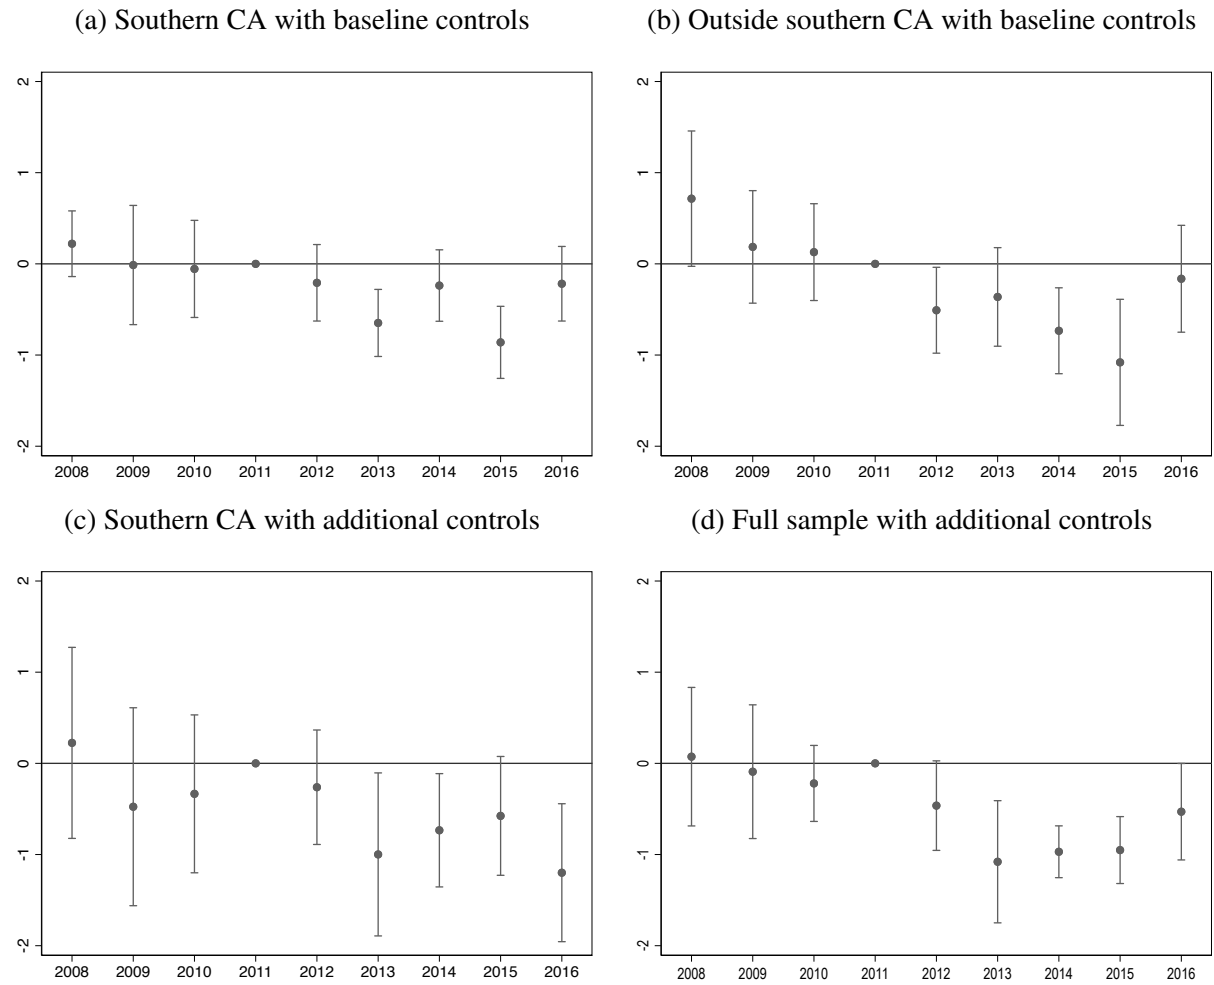 (a) Southern CA with baseline controls
2
1
0
-1
-2
2008 2009 2010 2011 2012 2013 2014 2015 2016
(b) Outside southern CA with baseline controls
2
1
0
-1
-2
2008 2009 2010 2011 2012 2013 2014 2015 2016
(c) Southern CA with additional controls
2
1
0
-1
-2
2008 2009 2010 2011 2012 2013 2014 2015 2016
(d) Full sample with additional controls
2
1
0
-1
-2
2008 2009 2010 2011 2012 2013 2014 2015 2016